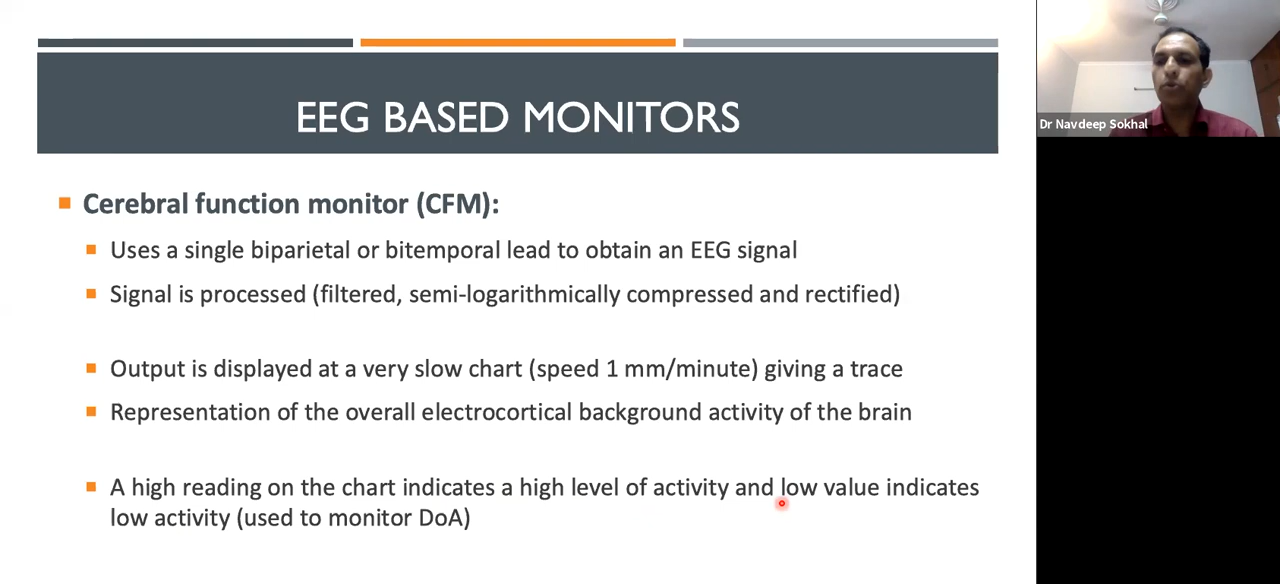 EEG BASED MONITORS
Cerebral function monitor (CFM):
Uses a single biparietal or bitemporal lead to obtain an EEG signal
Signal is processed (filtered, semi-logarithmically compressed and rectified)
Output is displayed at a very slow chart (speed 1 mm/minute) giving a trace
Representation of the overall electrocortical background activity of the brain
A high reading on the chart indicates a high level of activity and low value indicates
low activity (used to monitor DoA)
Dr Navdeep Sokhal